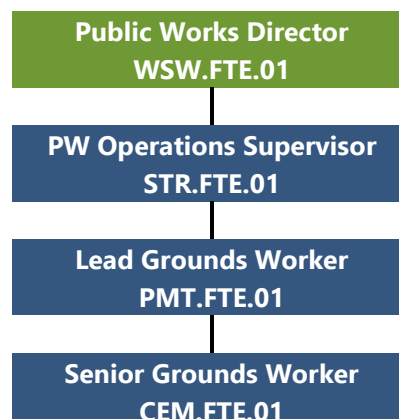 Public Works Director
WSW.FTE.01
PW Operations Supervisor
STR.FTE.01
Lead Grounds Worker
PMT.FTE.01
Senior Grounds Worker
CEM.FTE.01